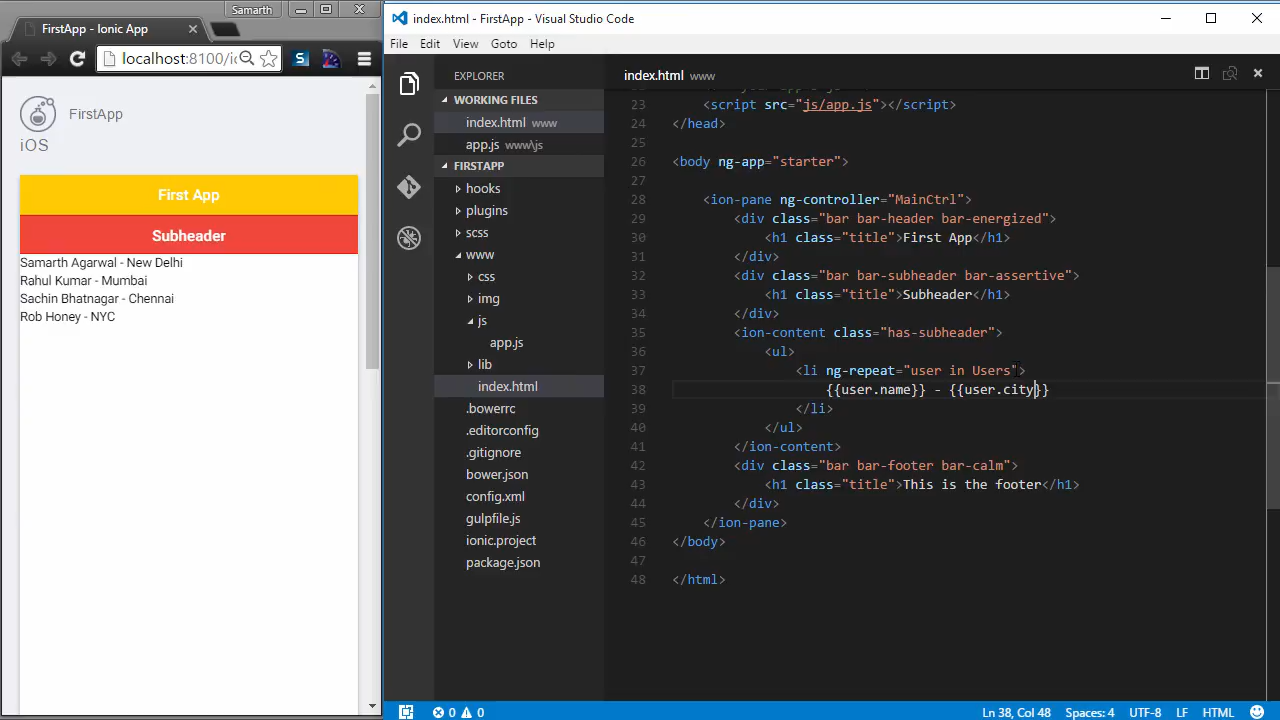 Samarth
FirstApp - Ionic App
localhost:8100/i
FirstApp
iOS
First App
Subheader
Samarth Agarwal - New Delhi
Rahul Kumar - Mumbai
Sachin Bhatnagar - Chennai
Rob Honey - NYC
index.html - FirstApp - Visual Studio Code
File Edit View Goto Help
EXPLORER
WORKING FILES
index.html www
app.js www\js
FIRSTAPP
hooks
plugins
scss
www
css
img
js
app.js
lib
index.html
.bowerrc
.editorconfig
.gitignore
bower.json
config.xml
gulpfile.js
ionic.project
package.json
index.html www
23 <script src="js/app.js"></script>
24 </head>
25
26 <body ng-app="starter">
27
28 <ion-pane ng-controller="MainCtrl">
29 <div class="bar bar-header bar-energized">
30 <h1 class="title">First App</h1>
31 </div>
32 <div class="bar bar-subheader bar-assertive">
33 <h1 class="title">Subheader</h1>
34 </div>
35 <ion-content class="has-subheader">
36 <ul>
37 <li ng-repeat="user in Users">
38 {{user.name}} - {{user.city}}
39 </li>
40 </ul>
41 </ion-content>
42 <div class="bar bar-footer bar-calm">
43 <h1 class="title">This is the footer</h1>
44 </div>
45 </ion-pane>
46 </body>
47
48 </html>
0 0
Ln 38, Col 48 Spaces: 4 UTF-8 LF HTML